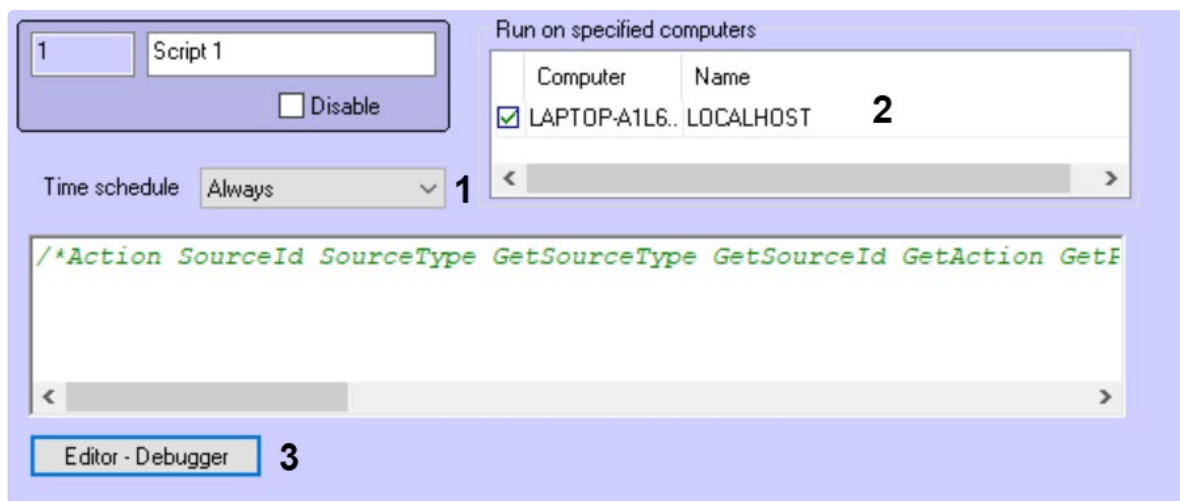 1
Script 1
Disable
Time schedule
Always
1
Run on specified computers
Computer Name
LAPTOP-A1L6.. LOCALHOST
2
/*Action SourceId SourceType GetSourceType GetSourceId GetAction
Editor - Debugger
3